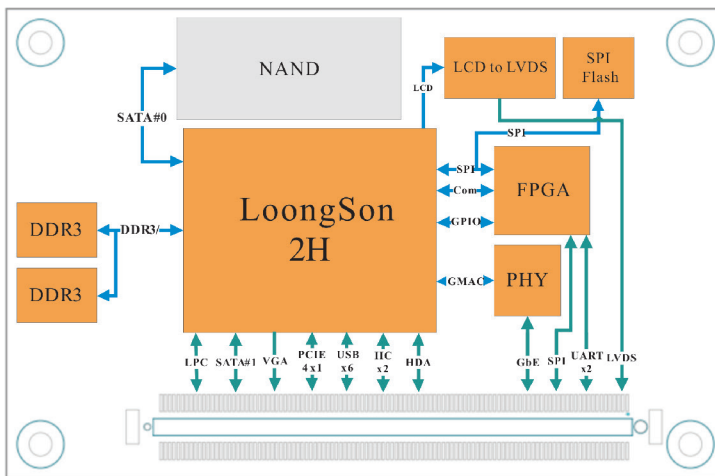 NAND
LCD to LVDS
SPI
Flash
LCD
SATA#0
SPI
LoongSon
2H
SPI
Com
GPIO
FPGA
DDR3
DDR3/
DDR3
GMAC
PHY
LPC
SATA#1
VGA
PCIE
4x1
USB
x6
IIC
x2
HDA
GbE
SPI
UART
x2
LVDS